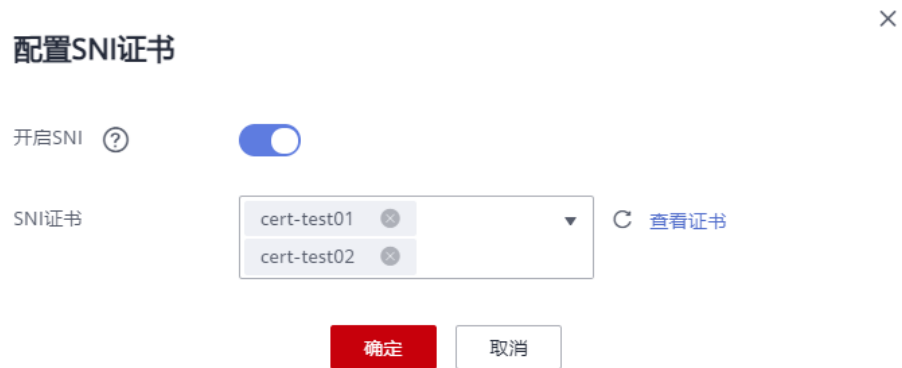 配置SNI证书
开启SNI ?
SNI证书
cert-test01
cert-test02
查看证书
确定 取消